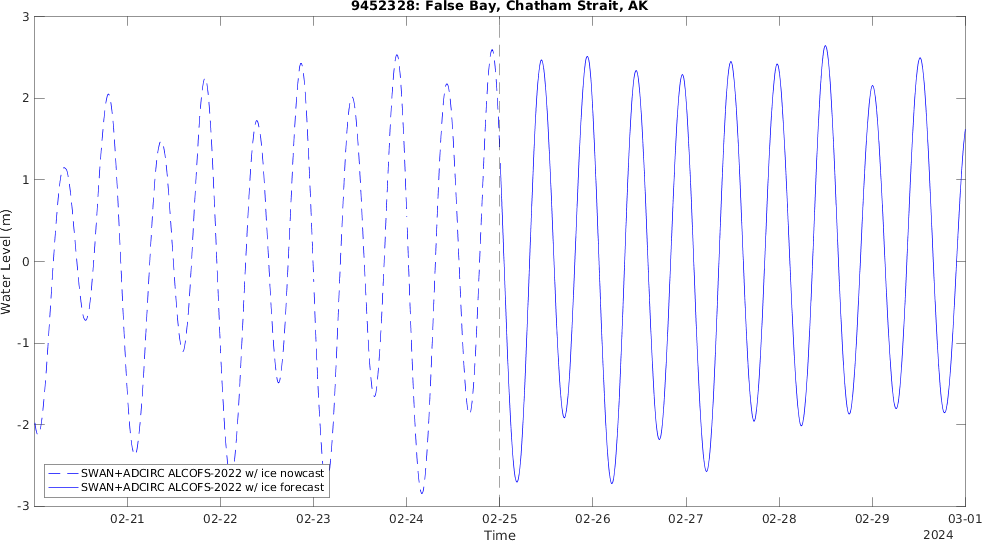 9452328: False Bay, Chatham Strait, AK
3
2
1
0
-1
-2
-3
Water Level (m)
SWAN+ADCIRC ALCOFS-2022 w/ ice nowcast
SWAN+ADCIRC ALCOFS-2022 w/ ice forecast
02-21 02-22 02-23 02-24 02-25 02-26 02-27 02-28 02-29 03-01
Time
2024